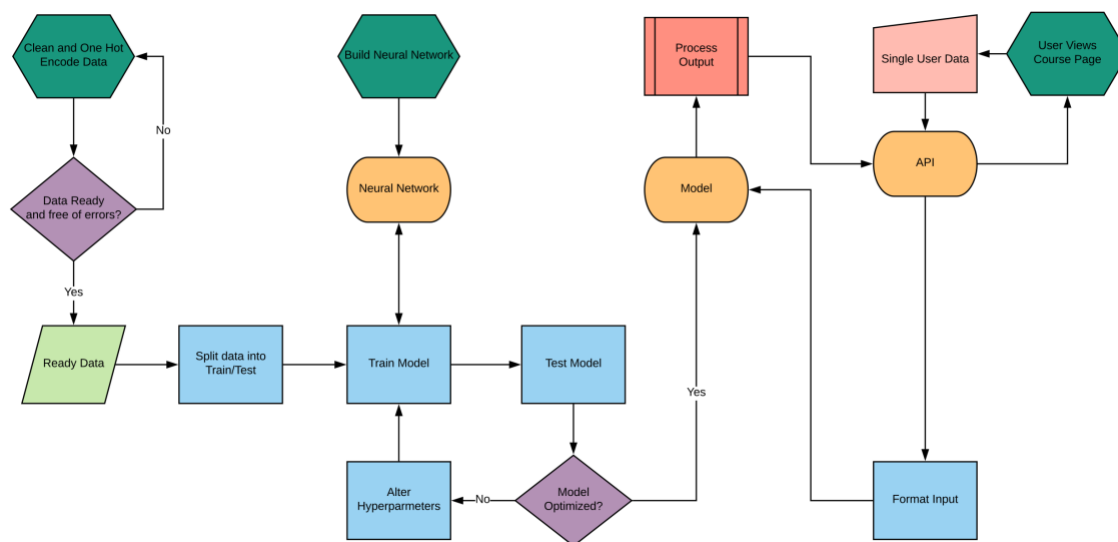 Clean and One Hot
Encode Data
Build Neural Network
Process
Output
Single User Data
User Views
Course Page
No
Data Ready
and free of errors?
Neural Network
Model
API
Yes
Ready Data
Split data into
Train/Test
Train Model
Test Model
Yes
Alter
Hyperparmeters
No
Model
Optimized?
Format Input